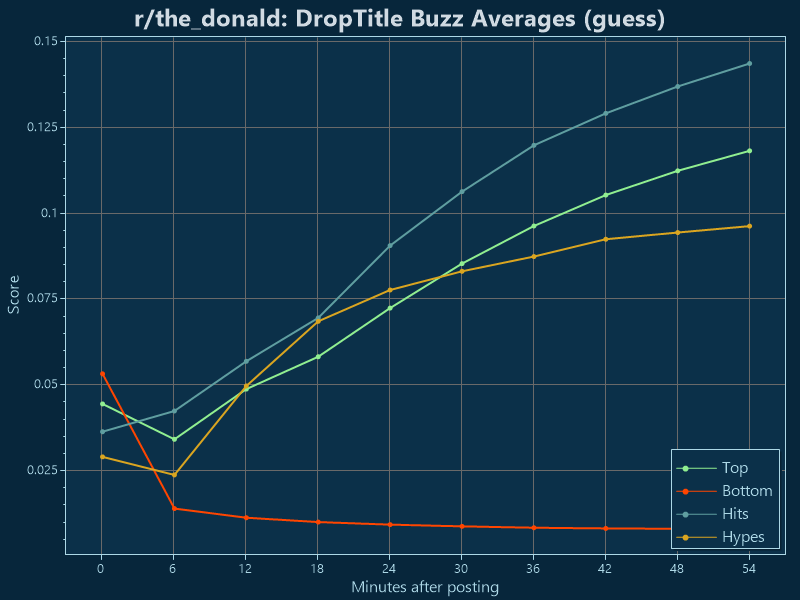 r/the_donald: DropTitle Buzz Averages (guess)
0.15
0.125
0.1
0.075
0.05
0.025
Score
0 6 12 18 24 30 36 42 48 54
Minutes after posting
Top
Bottom
Hits
Hypes